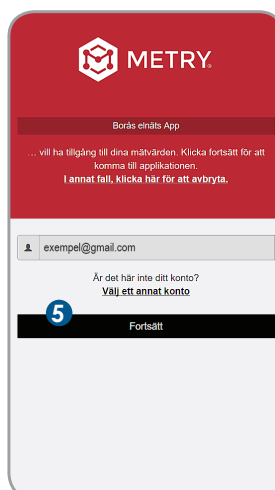 METRY
Borås elnäts App
... vill ha tillgång till dina mätvärden. Klicka fortsätt för att
komma till applikationen.
I annat fall, klicka här för att avbryta.
exempel@gmail.com
Är det här inte ditt konto?
Välj ett annat konto
5
Fortsätt